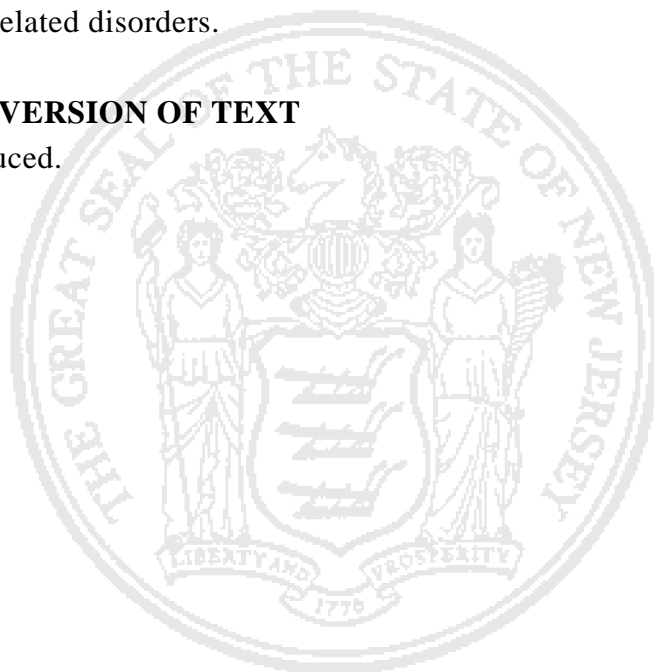 elated disorders.
VERSION OF TEXT
uced.
THE GREAT SEAL OF THE STATE OF NEW JERSEY
LIBERTY AND PROSPERITY
1776